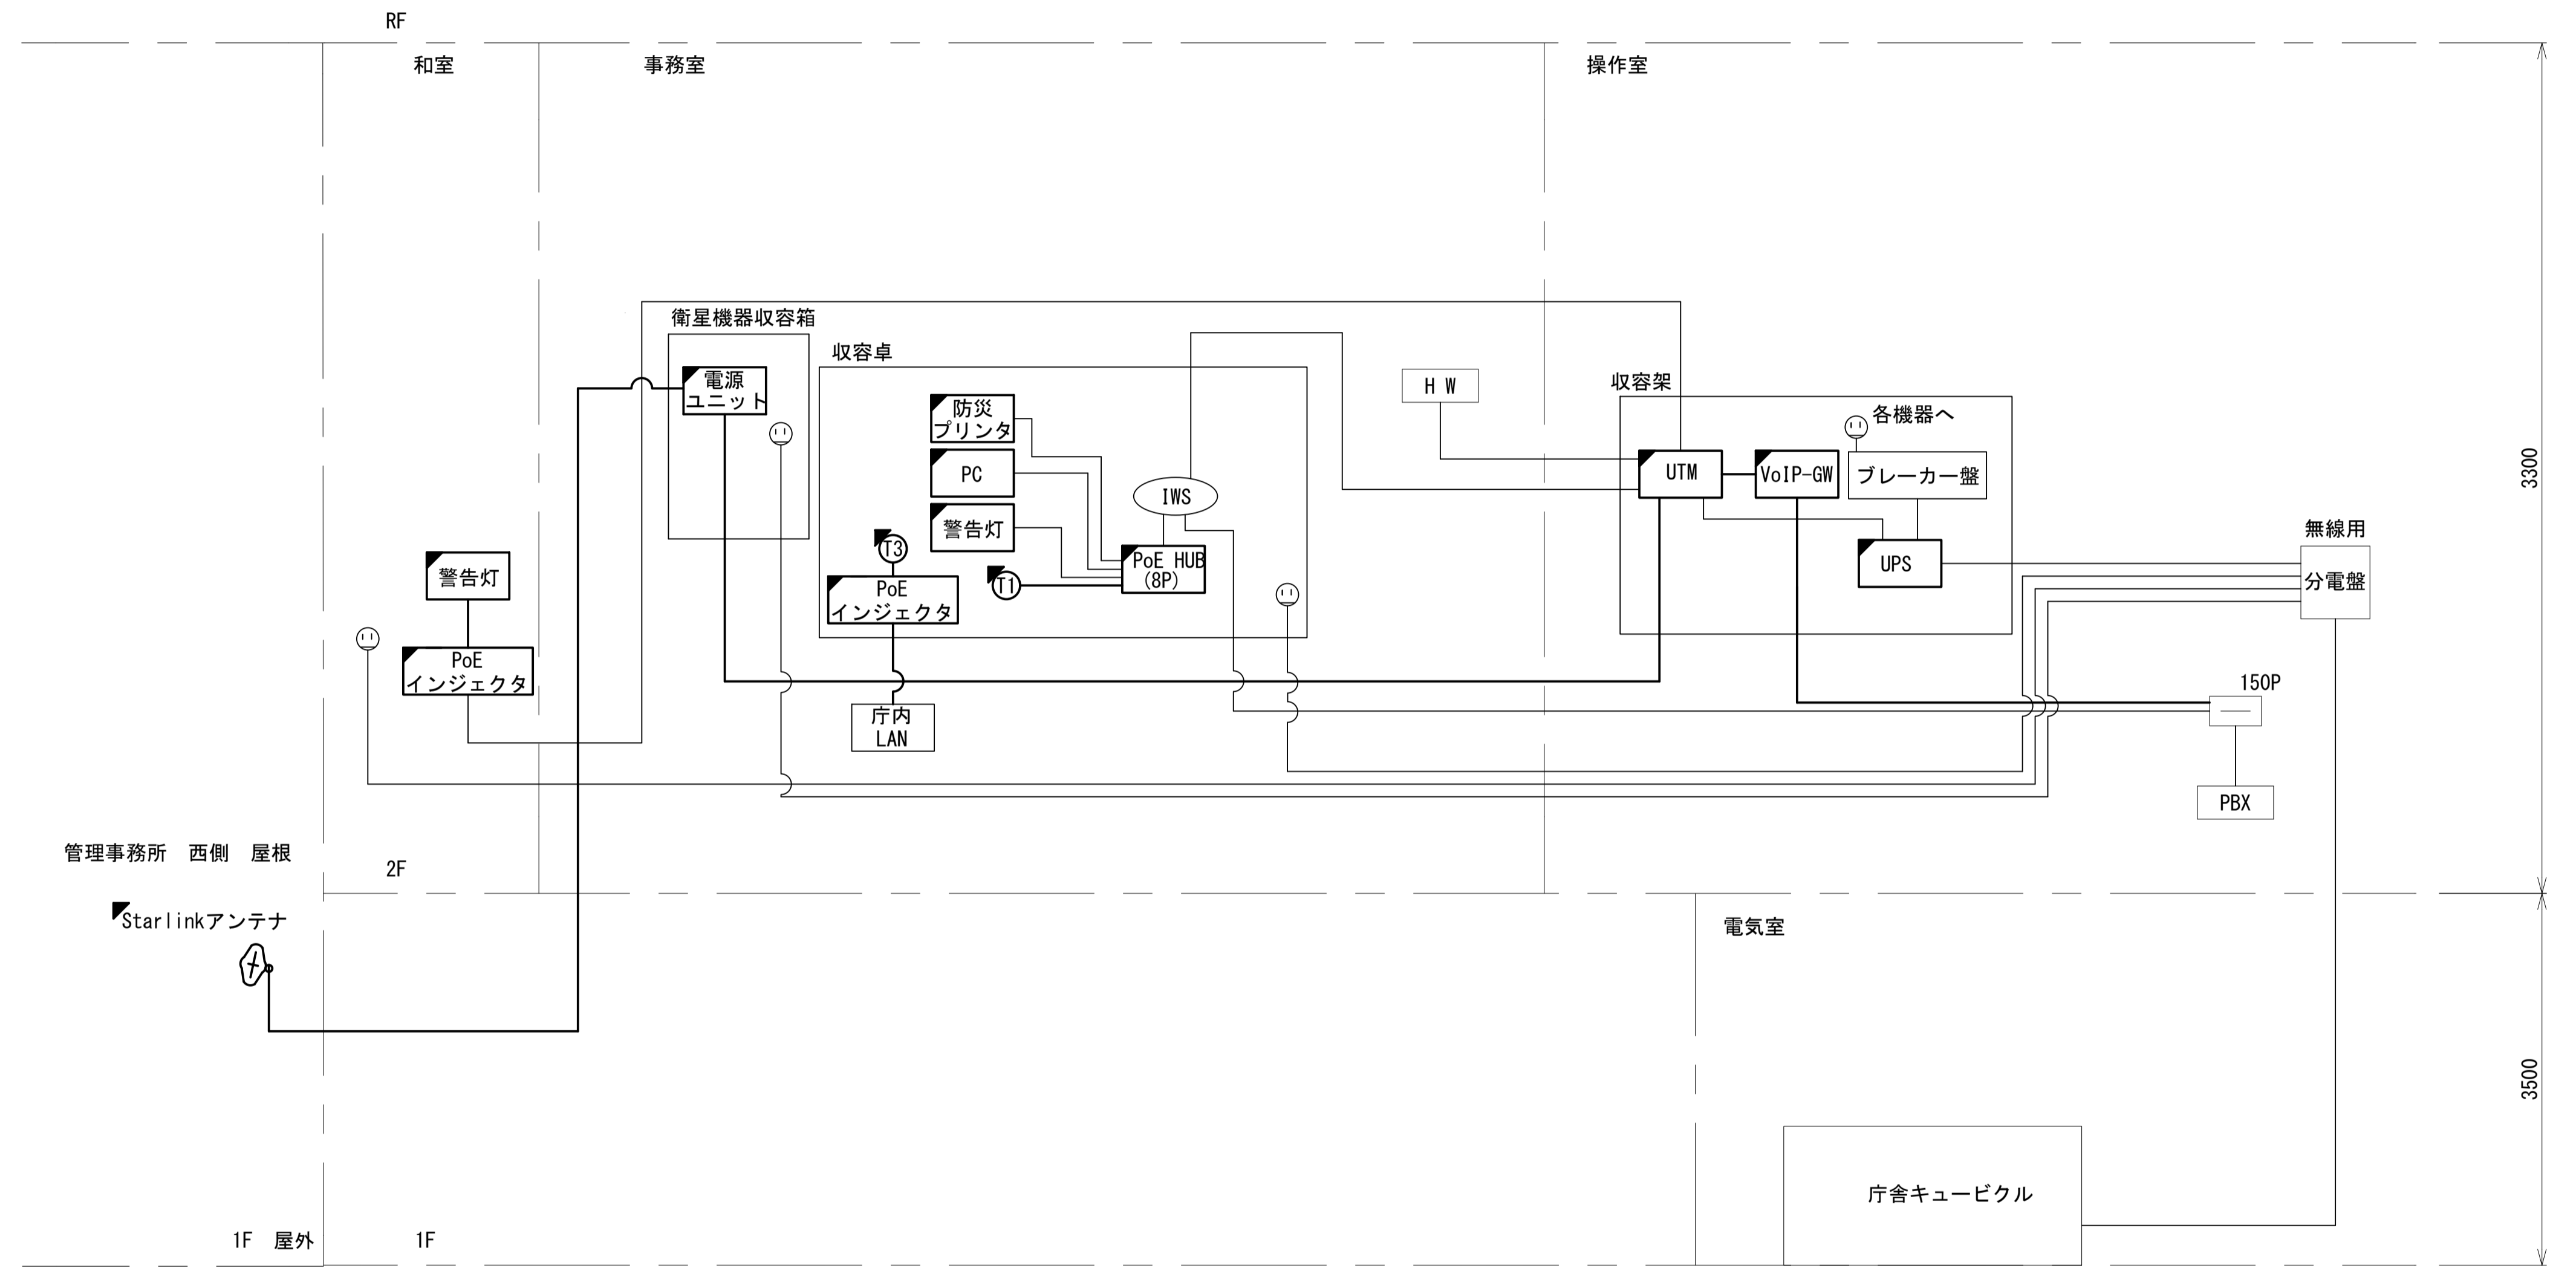 RF
和室
事務室
操作室
衛星機器収容箱
電源
ユニット
収容卓
防災
プリンタ
PC
警告灯
IWS
T3
PoE
インジェクタ
T1
PoE HUB
(8P)
H W
収容架
各機器へ
UTM
VoIP-GW
ブレーカー盤
UPS
無線用
分電盤
3300
警告灯
PoE
インジェクタ
庁内
LAN
150P
PBX
管理事務所 西側 屋根
2F
Starlinkアンテナ
電気室
3500
庁舎キュービクル
1F 屋外
1F